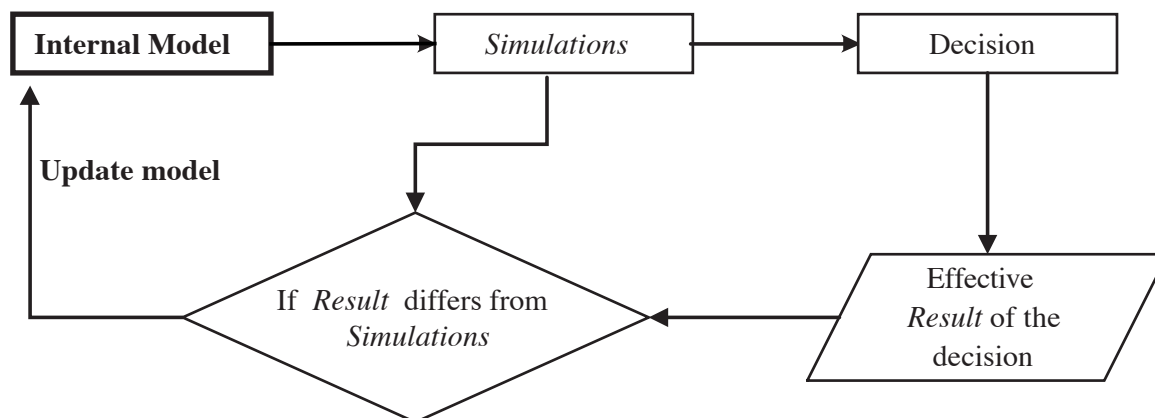 Internal Model
Simulations
Decision
Update model
If Result differs from
Simulations
Effective
Result of the
decision